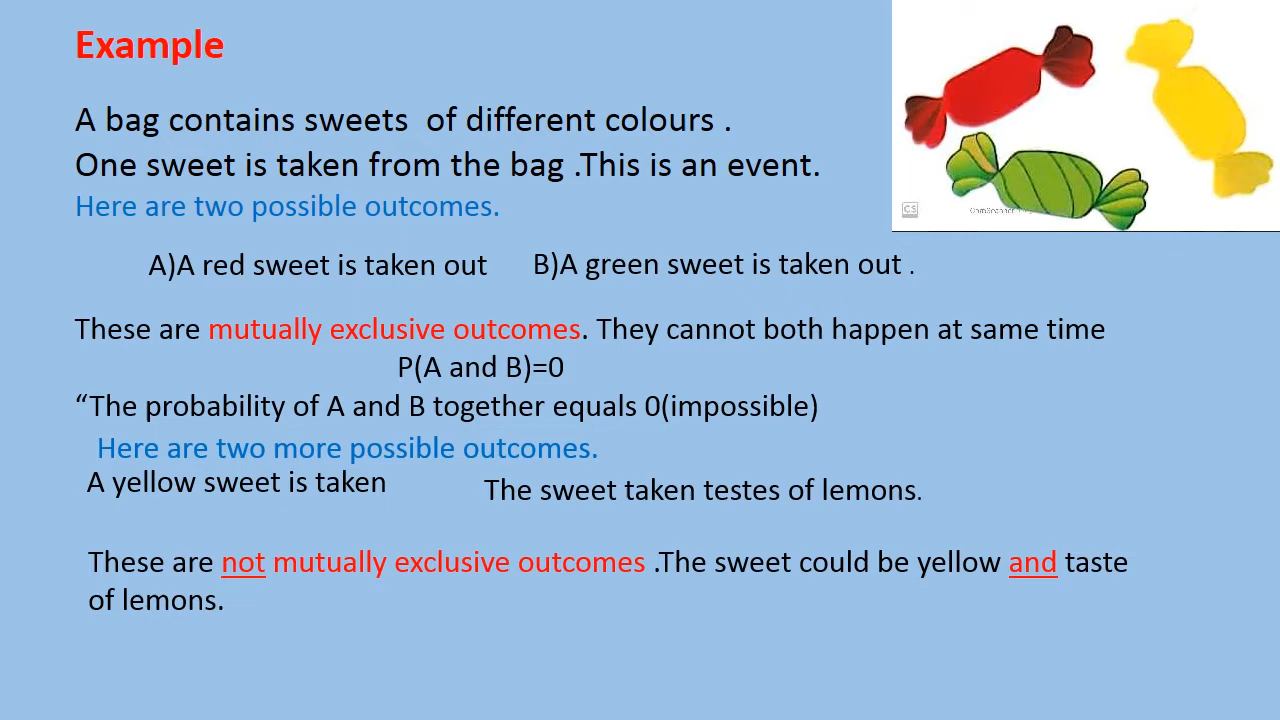 Example
A bag contains sweets  of different colours .
One sweet is taken from the bag .This is an event.
Here are two possible outcomes.
A)A red sweet is taken out
B)A green sweet is taken out .
These are mutually exclusive outcomes. They cannot both happen at same time
P(A and B)=0
“The probability of A and B together equals 0(impossible)
Here are two more possible outcomes.
A yellow sweet is taken
The sweet taken testes of lemons.
These are not mutually exclusive outcomes .The sweet could be yellow and taste
of lemons.
CS